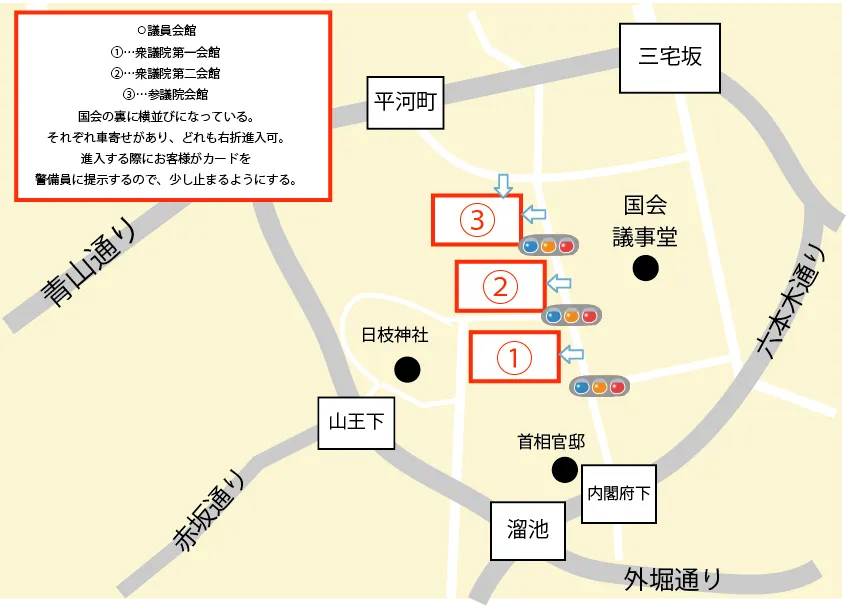 ○議員会館
①…衆議院第一会館
②…衆議院第二会館
③…参議院会館
国会の裏に横並びになっている。
それぞれ車寄せがあり、どれも右折進入可。
進入する際にお客様がカードを
警備員に提示するので、少し止まるようにする。
三宅坂
平河町
青山通り
③
国会
議事堂
②
六本木通り
日枝神社
①
山王下
首相官邸
内閣府下
赤坂通り
溜池
外堀通り